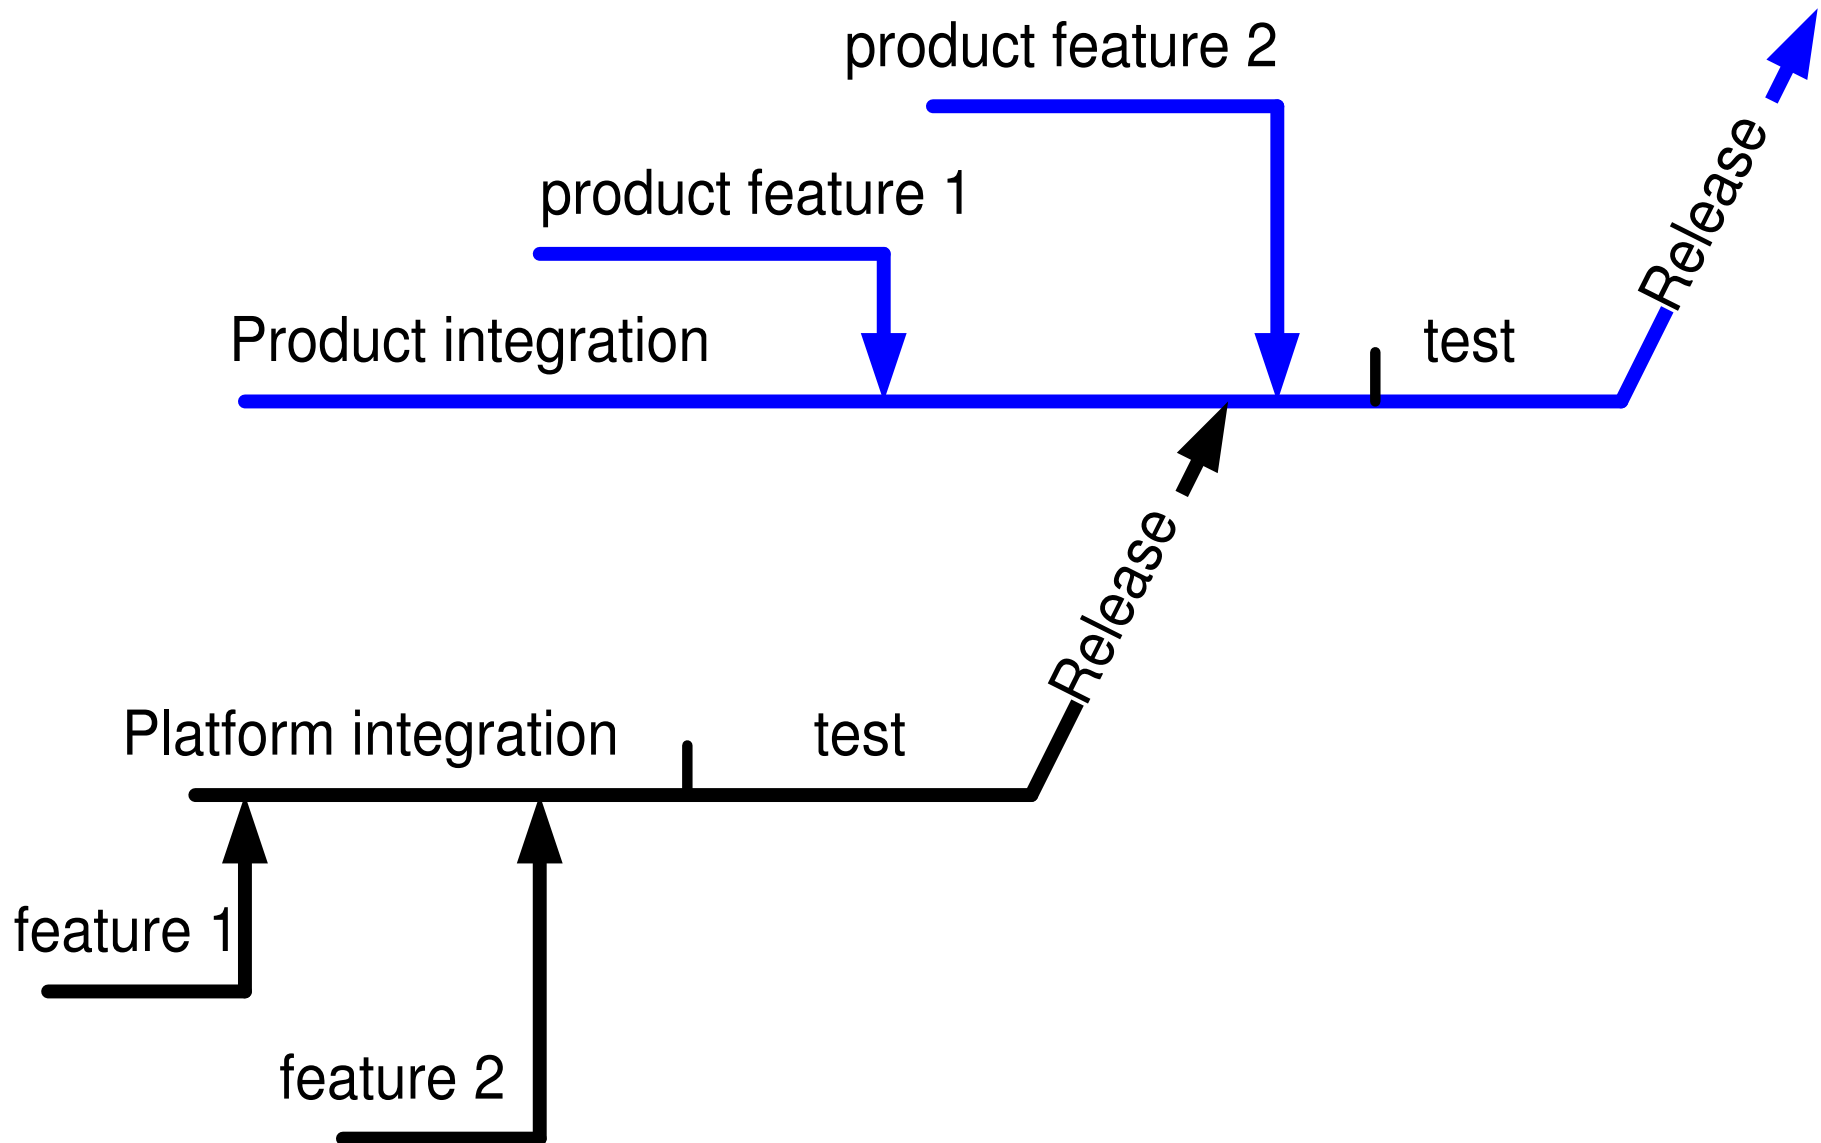 product feature 2
product feature 1
Release
Product integration
test
Release
Platform integration
test
feature 1
feature 2